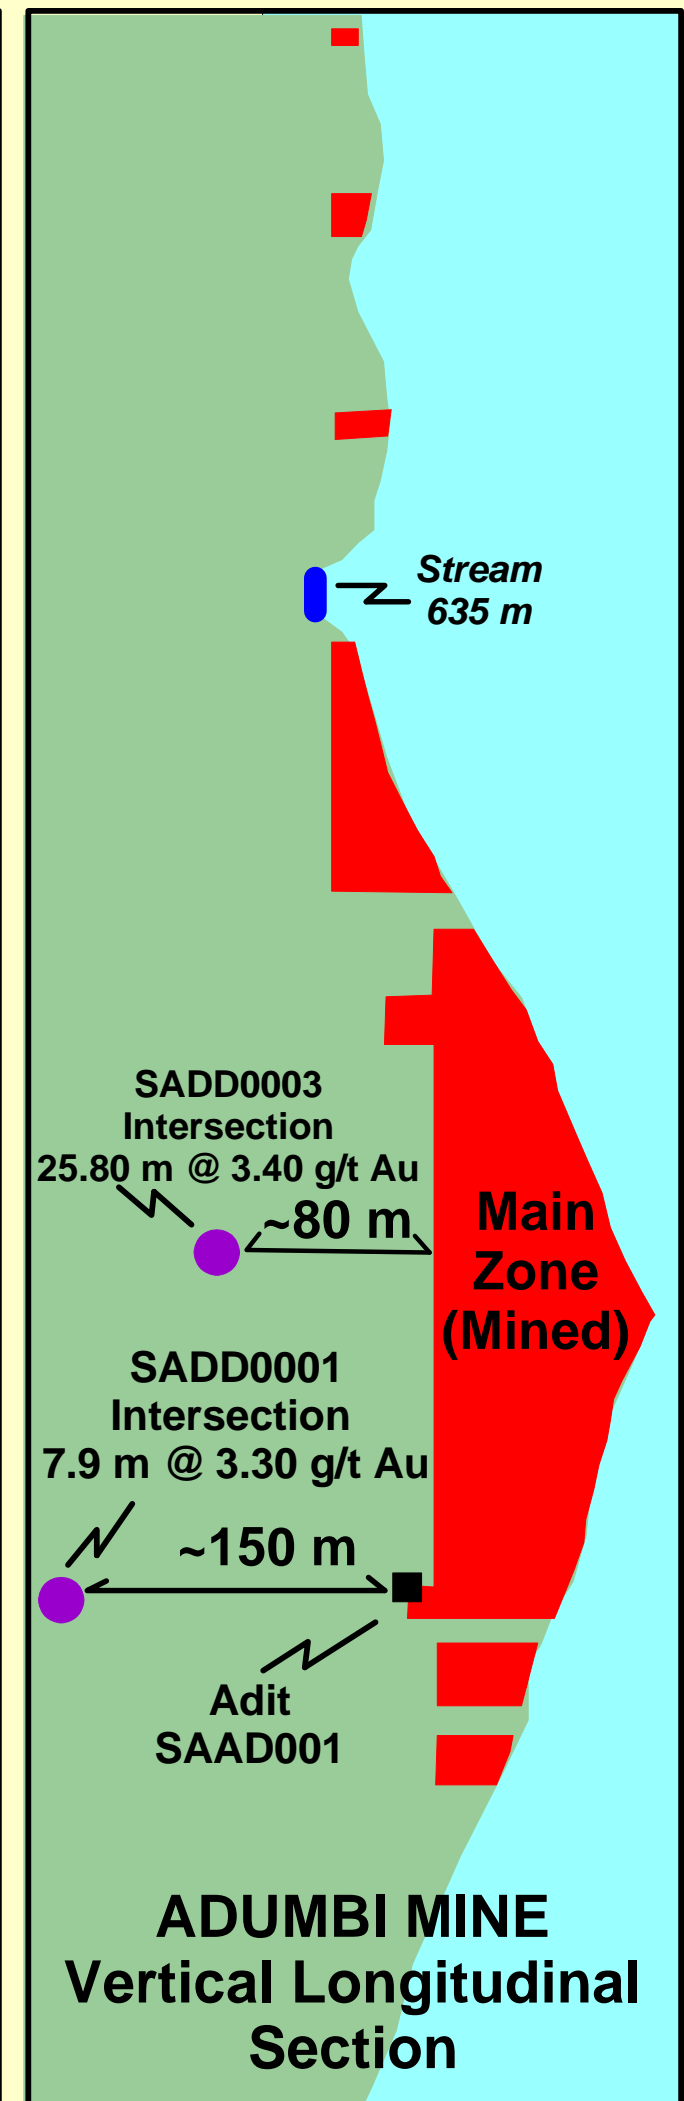 Stream
635 m
SADD0003
Intersection
25.80 m @ 3.40 g/t Au
~80 m
Main
Zone
(Mined)
SADD0001
Intersection
7.9 m @ 3.30 g/t Au
~150 m
Adit
SAAD001
ADUMBI MINE
Vertical Longitudinal
Section